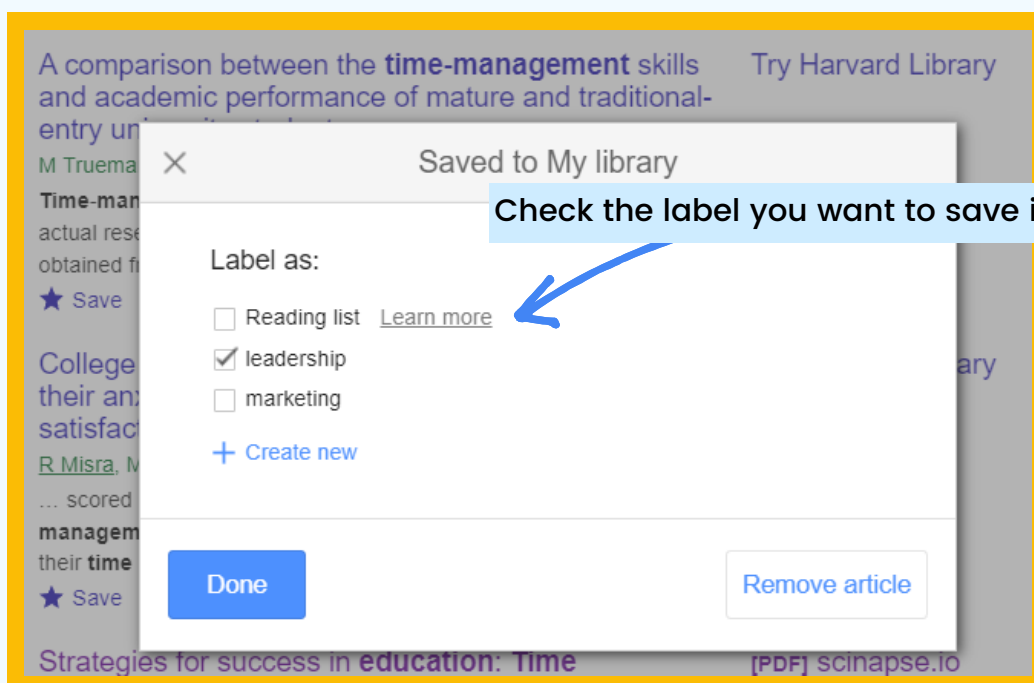 A comparison between the time-management skills
Try Harvard Library
and academic performance of mature and traditional-
entry
M Truema
Saved to My library
Time-man
Check the label you want to save
actual rese
obtained
Label as:
Save
Reading list Learn more
College
leadership
ary
their
marketing
satisfac
Create new
R Misra,
... scored
managem
their time
Done
Remove article
Save
Strategies for success in education: Time
[PDF] scinapse.io